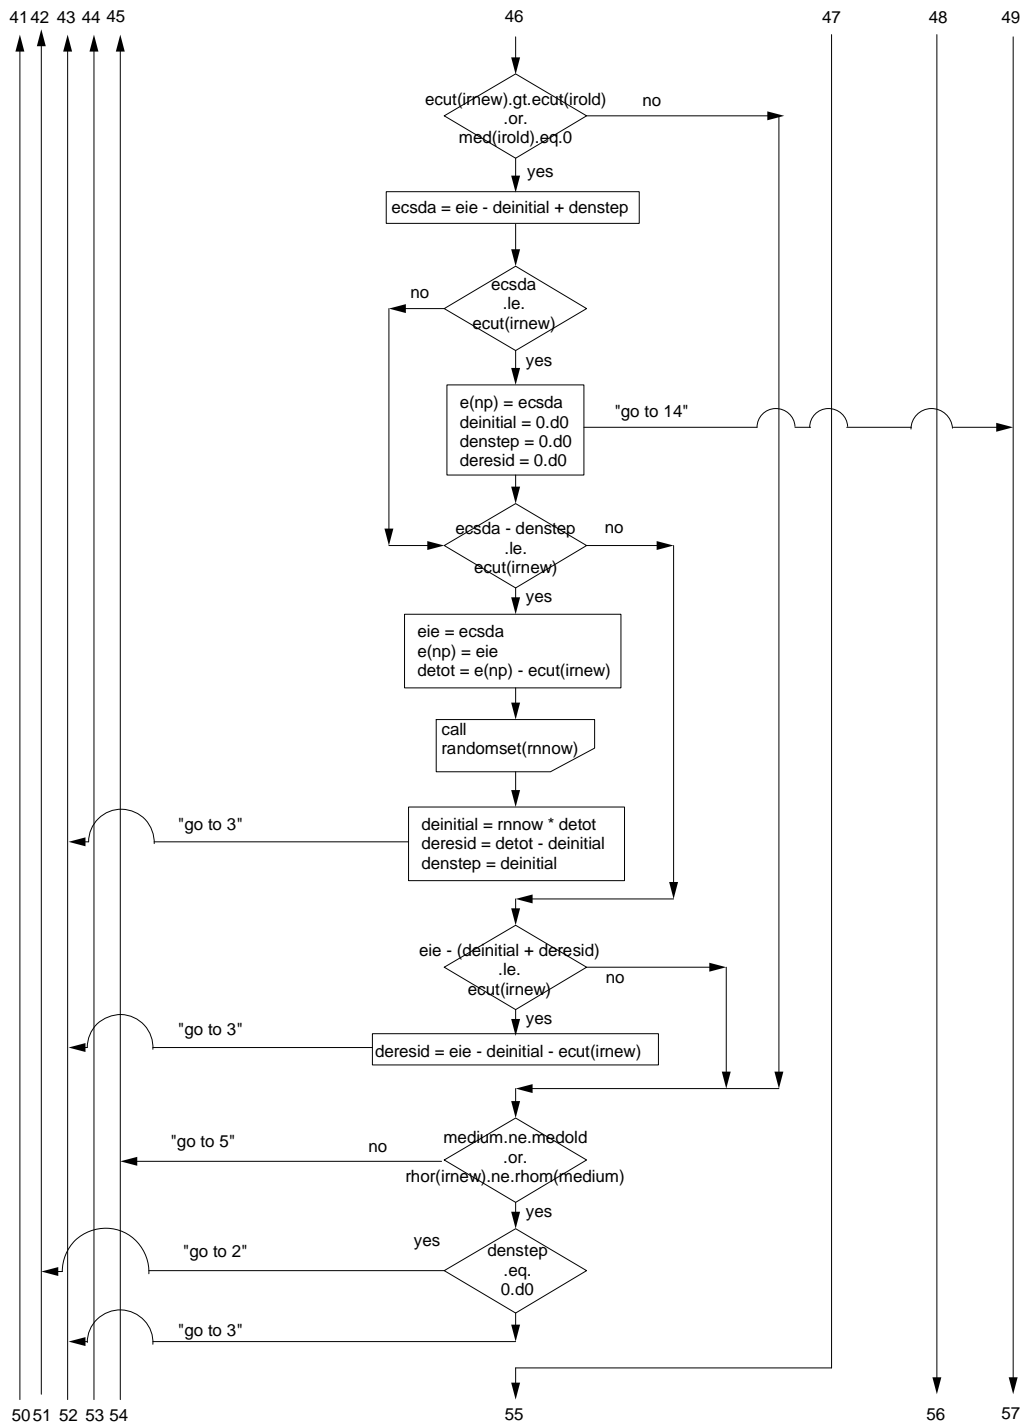 41 42 43 44 45 46 47 48 49
ecut(irnew).gt.ecut(irold)
.or.
med(irold).eq.0
no
yes
ecsda = eie - deinitial + denstep
ecsda
.le.
ecut(irnew)
no
yes
e(np) = ecsda
deinitial = 0.d0
denstep = 0.d0
deresid = 0.d0
"go to 14"
ecsda - denstep
.le.
ecut(irnew)
no
yes
eie = ecsda
e(np) = eie
detot = e(np) - ecut(irnew)
call
randomset(rnnow)
deinitial = rnnow * detot
deresid = detot - deinitial
denstep = deinitial
"go to 3"
eie - (deinitial + deresid)
.le.
ecut(irnew)
no
yes
deresid = eie - deinitial - ecut(irnew)
"go to 3"
medium.ne.medold
.or.
rhor(irnew).ne.rhom(medium)
no
"go to 5"
yes
denstep
.eq.
0.d0
yes
"go to 2"
"go to 3"
50 51 52 53 54 55 56 57